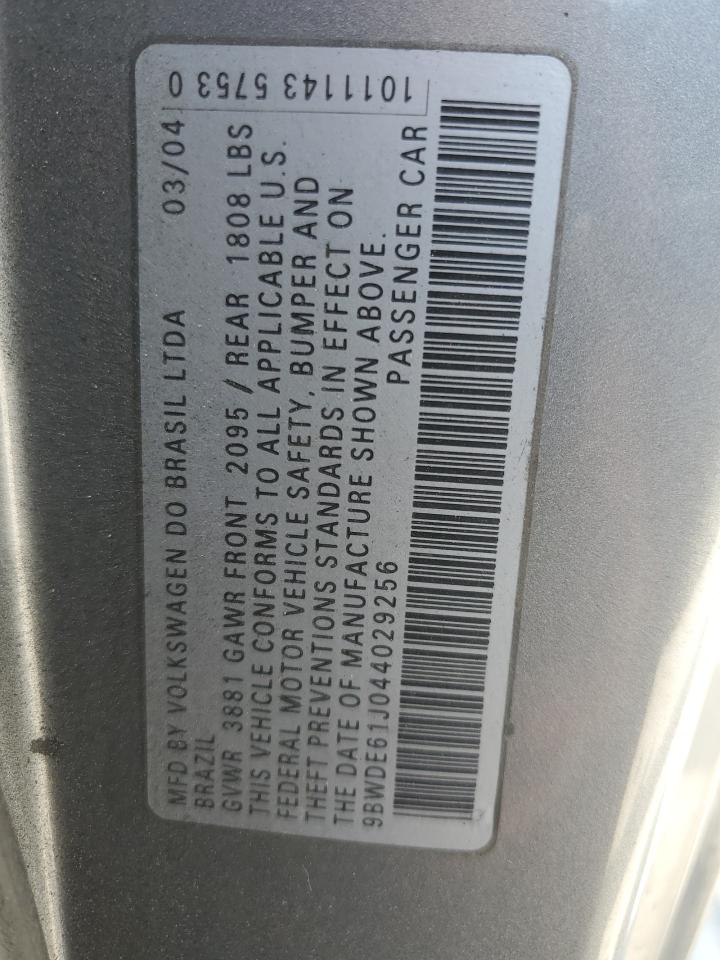 MFD BY VOLKSWAGEN DO BRASIL LTDA 03/04
BRAZIL
GVWR 3881 GAWR FRONT 2095 / REAR 1808 LBS
THIS VEHICLE CONFORMS TO ALL APPLICABLE U.S.
FEDERAL MOTOR VEHICLE SAFETY, BUMPER AND
THEFT PREVENTIONS STANDARDS IN EFFECT ON
THE DATE OF MANUFACTURE SHOWN ABOVE.
9BWDE61J044029256 PASSENGER CAR
1011143 5753 0